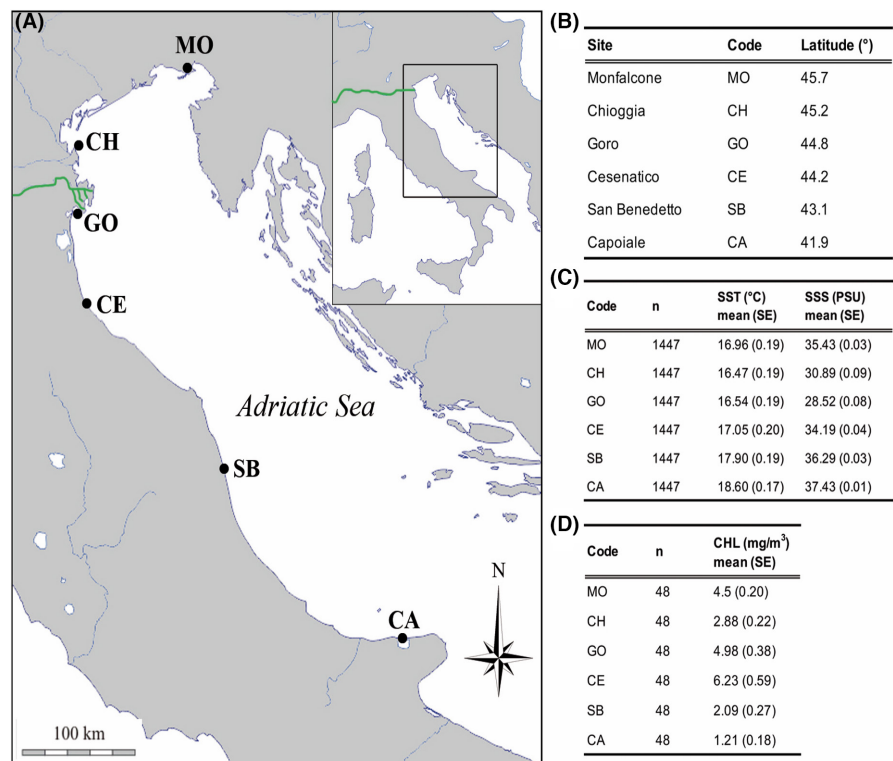 (A)
MO
CH
GO
CE
Adriatic Sea
SB
CA
N
100 km
(B)
Site Code Latitude (°)
Monfalcone MO 45.7
Chioggia CH 45.2
Goro GO 44.8
Cesenatico CE 44.2
San Benedetto SB 43.1
Capoiale CA 41.9
(C)
Code n SST (°C) mean (SE) SSS (PSU) mean (SE)
MO 1447 16.96 (0.19) 35.43 (0.03)
CH 1447 16.47 (0.19) 30.89 (0.09)
GO 1447 16.54 (0.19) 28.52 (0.08)
CE 1447 17.05 (0.20) 34.19 (0.04)
SB 1447 17.90 (0.19) 36.29 (0.03)
CA 1447 18.60 (0.17) 37.43 (0.01)
(D)
Code n CHL (mg/m³) mean (SE)
MO 48 4.5 (0.20)
CH 48 2.88 (0.22)
GO 48 4.98 (0.38)
CE 48 6.23 (0.59)
SB 48 2.09 (0.27)
CA 48 1.21 (0.18)